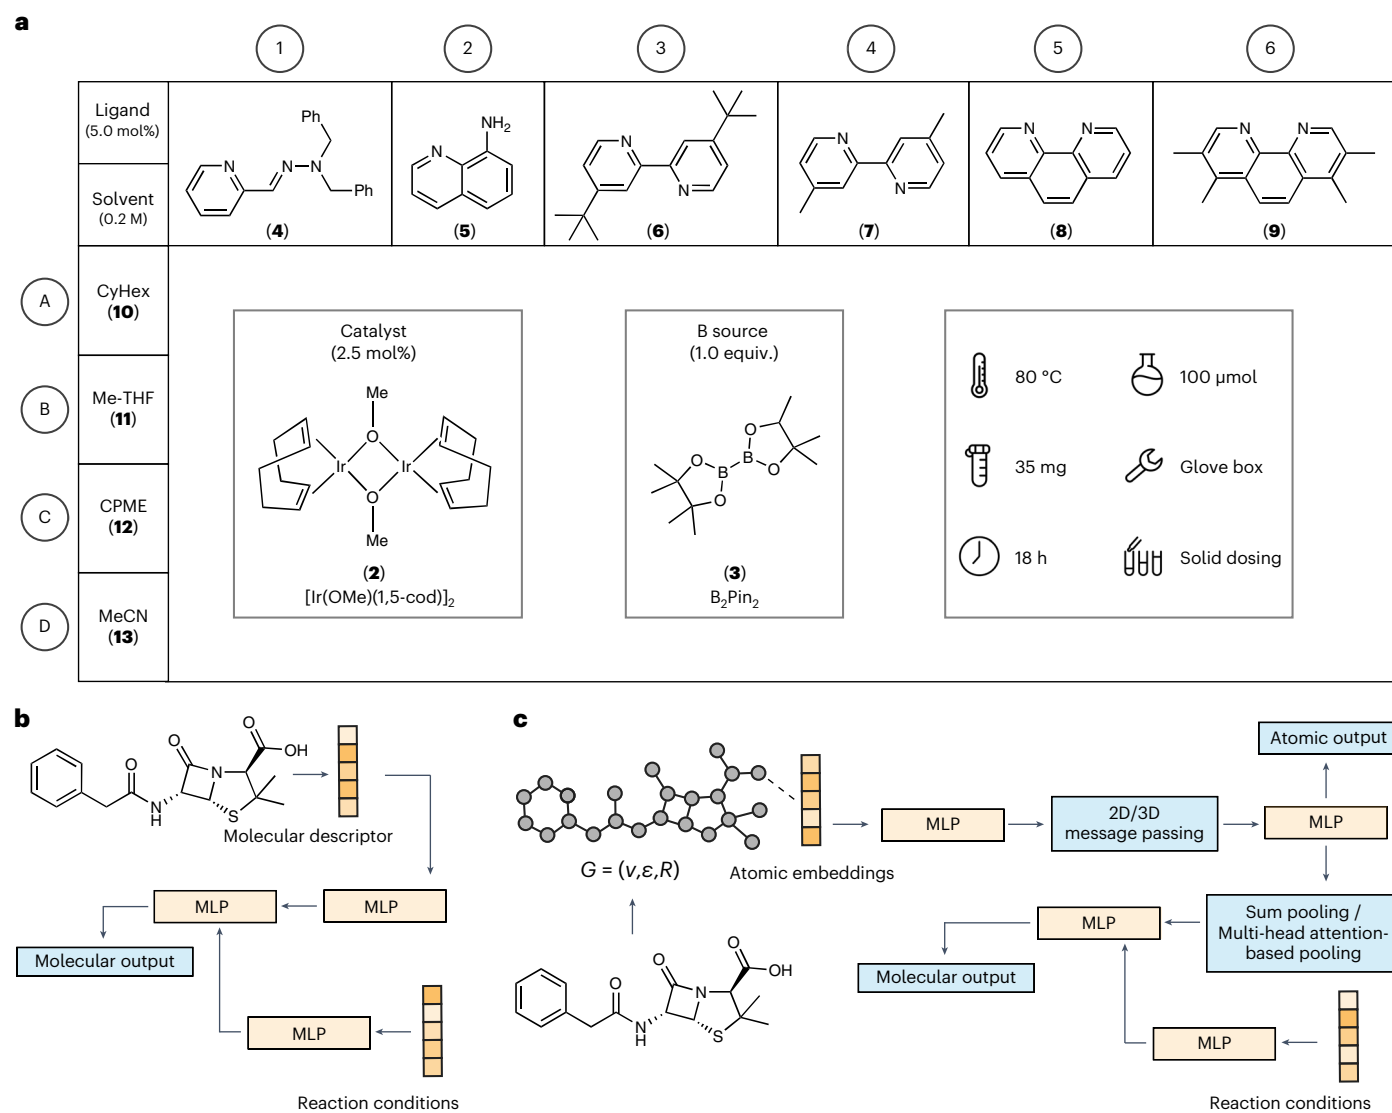 a
1
2
3
4
5
6
Ligand
(5.0 mol%)
Solvent
(0.2 M)
N
N
N
Ph
Ph
(4)
N
NH2
(5)
N
N
(6)
N
N
(7)
N
N
(8)
N
N
(9)
A
CyHex
(10)
B
Me-THF
(11)
C
CPME
(12)
D
MeCN
(13)
Catalyst
(2.5 mol%)
Me
O
Ir
Ir
O
Me
(2)
[Ir(OMe)(1,5-cod)]2
B source
(1.0 equiv.)
O
B
O
O
B
O
(3)
B2Pin2
80 °C
100 µmol
35 mg
Glove box
18 h
Solid dosing
b
O
N
H
O
N
S
O
OH
Molecular descriptor
MLP
MLP
Molecular output
MLP
Reaction conditions
c
G = (v,ε,R)
Atomic embeddings
MLP
2D/3D
message passing
MLP
Atomic output
Sum pooling /
Multi-head attention-
based pooling
MLP
Molecular output
O
N
H
O
N
S
O
OH
MLP
Reaction conditions